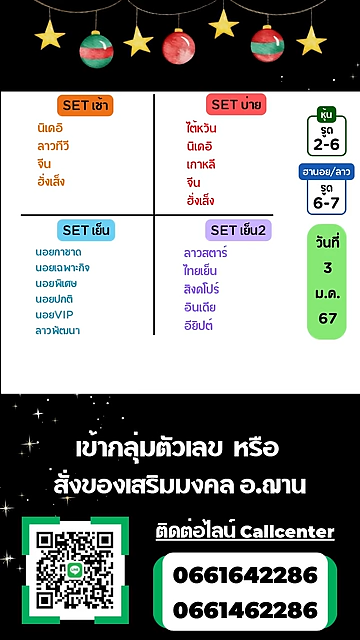 SET เช้า
นิเคอิ
ลาวทีวี
จีน
ฮั่งเส็ง
SET บ่าย
ไต้หวัน
นิเคอิ
เกาหลี
จีน
ฮั่งเส็ง
หุ้น
รูด
2-6
ฮานอย/ลาว
รูด
6-7
SET เย็น
นอยกาชาด
นอยเฉพาะกิจ
นอยพิเศษ
นอยปกติ
นอยVIP
ลาวพัฒนา
SET เย็น2
ลาวสตาร์
ไทยเย็น
สิงคโปร์
อินเดีย
อียิปต์
วันที่
3
ม.ค.
67
เข้ากลุ่มตัวเลข หรือ
สั่งของเสริมมงคล อ.ฌาน
ติดต่อไลน์ Callcenter
0661642286
0661462286
LINE